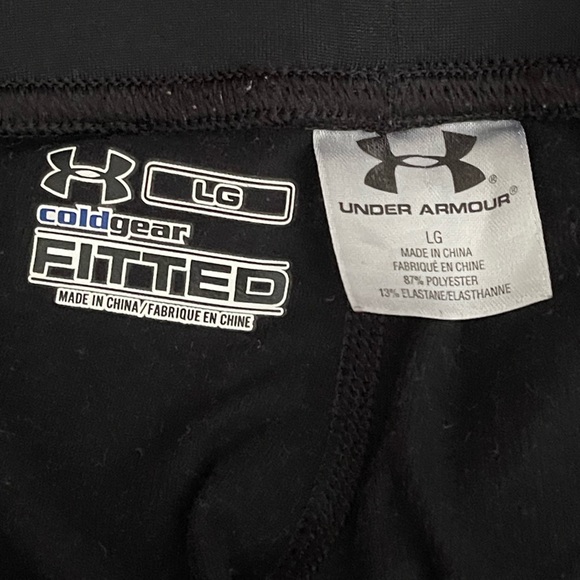 LG
coldgear
FITTED
MADE IN CHINA/FABRIQUE EN CHINE
®
UNDER ARMOUR®
LG
MADE IN CHINA
FABRIQUÉ EN CHINE
87% POLYESTER
13% ELASTANE/ELASTHANNE